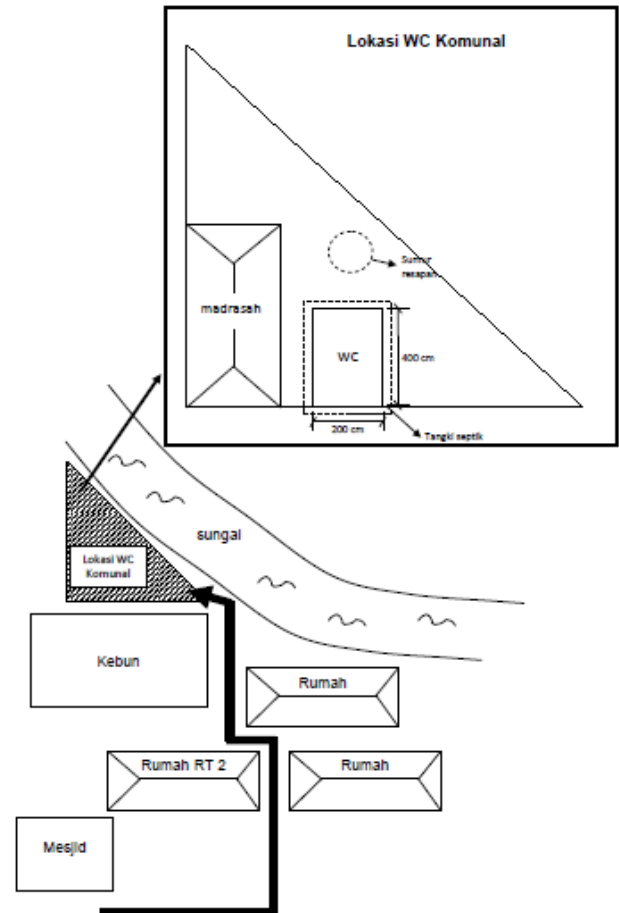 Lokasi WC Komunal
Sumur
resapan
madrasah
WC
400 cm
200 cm
Tangki septik
sungai
Lokasi WC
Komunal
Kebun
Rumah
Rumah RT 2
Rumah
Mesjid